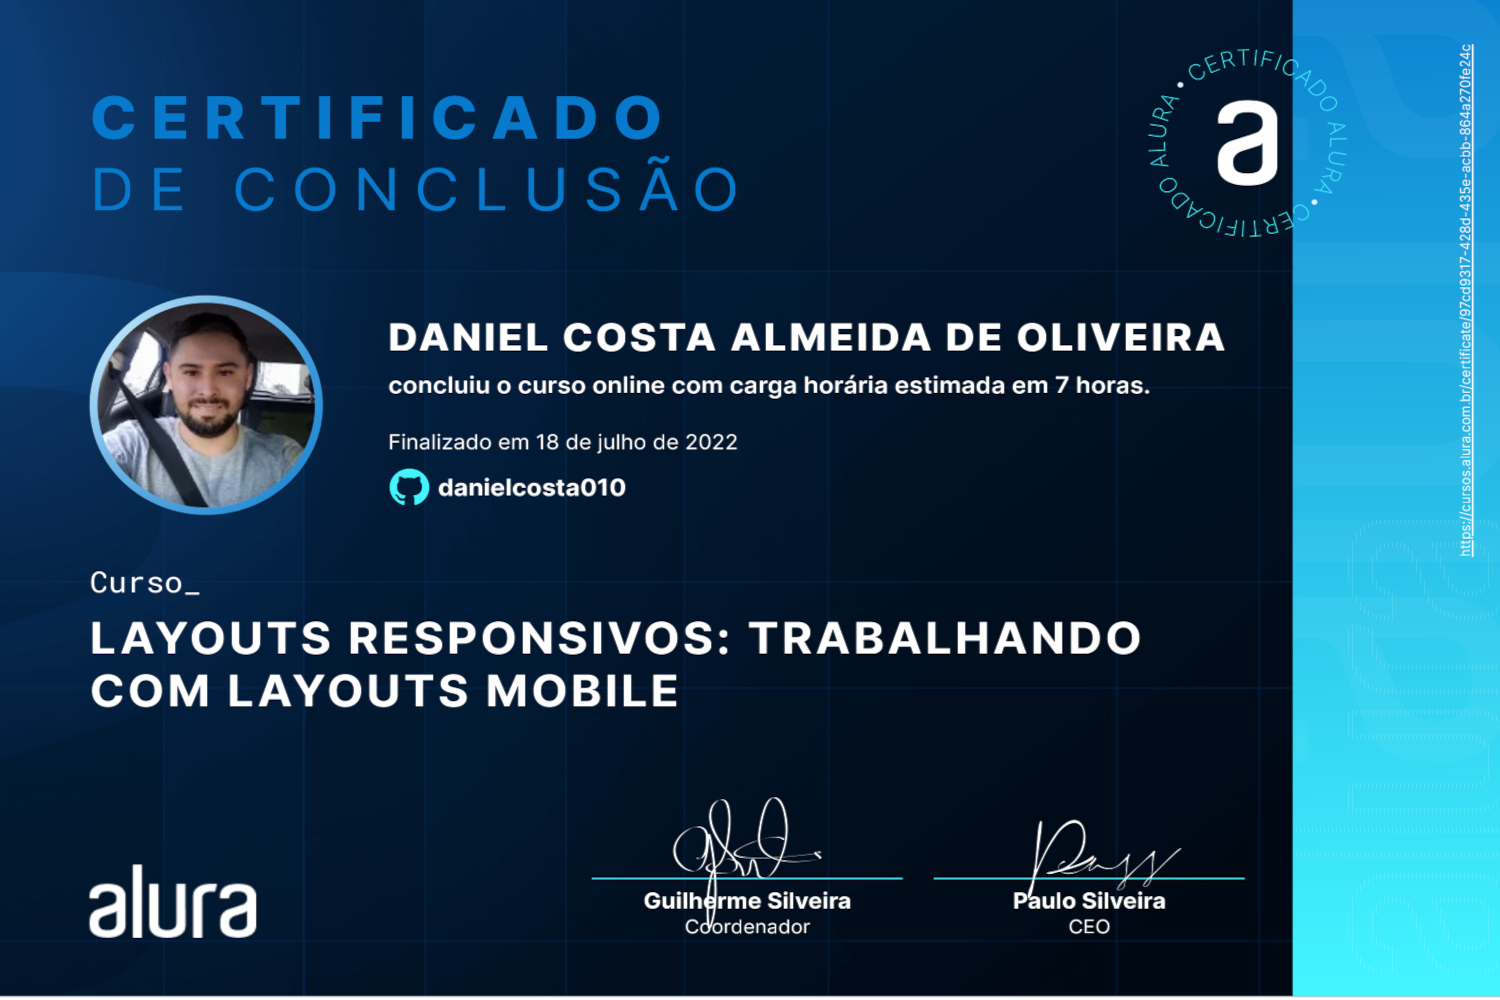 CERTIFICADO
DE CONCLUSÃO
CERTIFICADO ALURA • CERTIFICADO ALURA •
a
DANIEL COSTA ALMEIDA DE OLIVEIRA
concluiu o curso online com carga horária estimada em 7 horas.
Finalizado em 18 de julho de 2022
danielcosta010
Curso_
LAYOUTS RESPONSIVOS: TRABALHANDO
COM LAYOUTS MOBILE
alura
Guilherme Silveira
Coordenador
Paulo Silveira
CEO
https://cursos.alura.com.br/certificate/97cd9317-428d-435e-acbb-864a270fe24c
alura